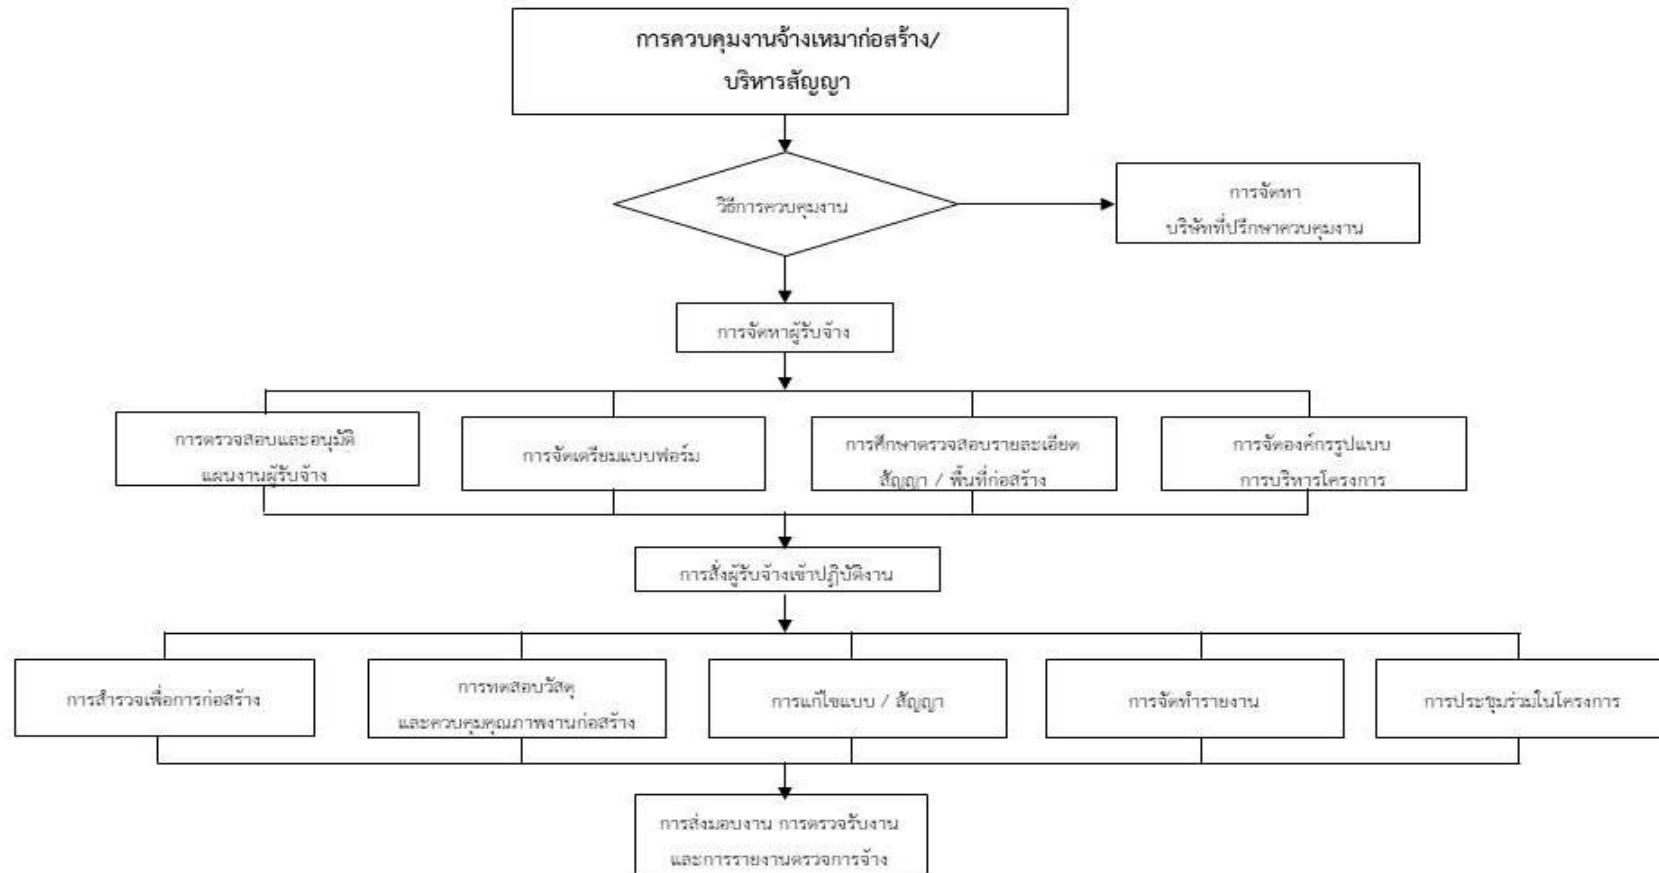 การควบคุมงานจ้างเหมาก่อสร้าง/
บริหารสัญญา
วิธีการควบคุมงาน
การจัดหา
บริษัทที่ปรึกษาควบคุมงาน
การจัดหาผู้รับจ้าง
การตรวจสอบและอนุมัติ
แผนงานผู้รับจ้าง
การจัดเตรียมแบบฟอร์ม
การศึกษาตรวจสอบรายละเอียด
สัญญา / พื้นที่ก่อสร้าง
การจัดองค์กรรูปแบบ
การบริหารโครงการ
การสั่งผู้รับจ้างเข้าปฏิบัติงาน
การสำรวจเพื่อการก่อสร้าง
การทดสอบวัสดุ
และควบคุมคุณภาพงานก่อสร้าง
การแก้ไขแบบ / สัญญา
การจัดทำรายงาน
การประชุมร่วมในโครงการ
การส่งมอบงาน การตรวจรับงาน
และการรายงานตรวจการจ้าง